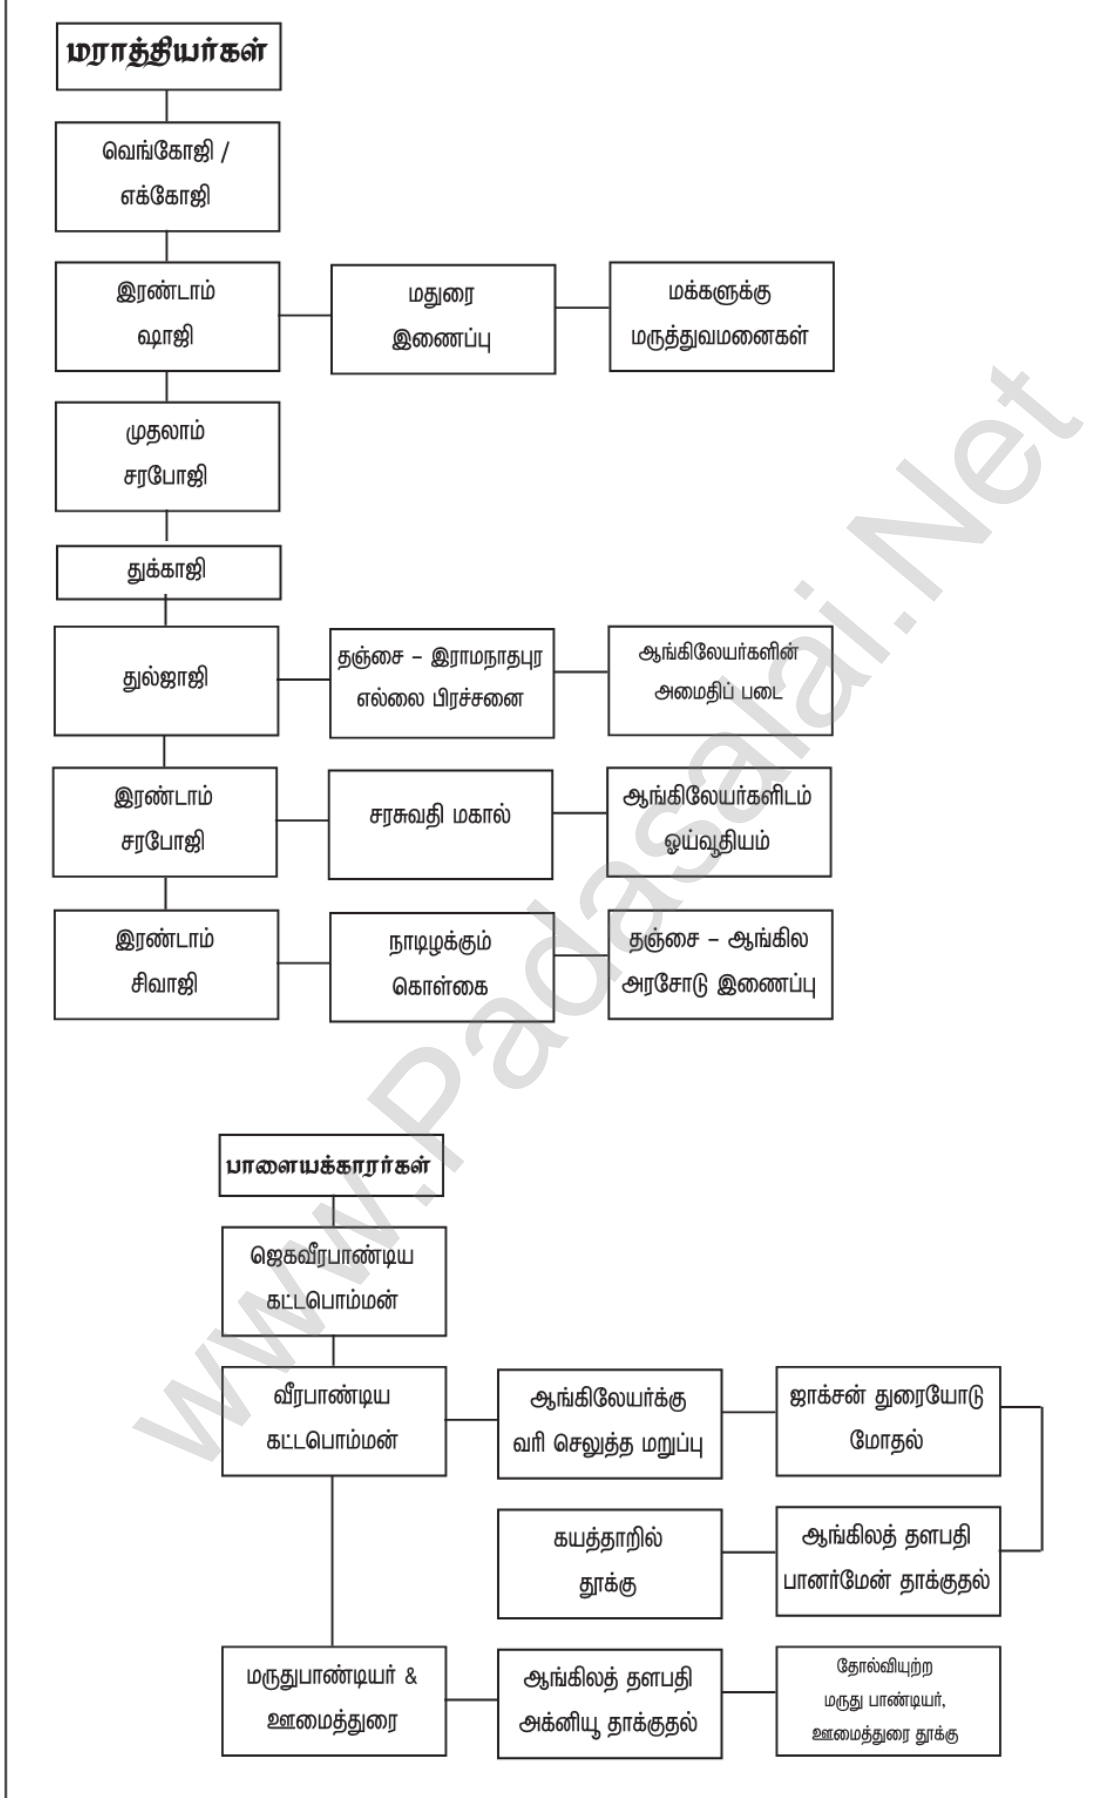 மராத்தியர்கள்
வெங்கோஜி /
எக்கோஜி
இரண்டாம்
ஷாஜி
மதுரை
இணைப்பு
மக்களுக்கு
மருத்துவமனைகள்
முதலாம்
சரபோஜி
துக்காஜி
துல்ஜாஜி
தஞ்சை – இராமநாதபுர
எல்லை பிரச்சனை
ஆங்கிலேயர்களின்
அமைதிப் படை
இரண்டாம்
சரபோஜி
சரசுவதி மகால்
ஆங்கிலேயர்களிடம்
ஓய்வூதியம்
இரண்டாம்
சிவாஜி
நாடிழக்கும்
கொள்கை
தஞ்சை – ஆங்கில
அரசோடு இணைப்பு
பாளையக்காரர்கள்
ஜெகவீரபாண்டிய
கட்டபொம்மன்
வீரபாண்டிய
கட்டபொம்மன்
ஆங்கிலேயர்க்கு
வரி செலுத்த மறுப்பு
ஜாக்சன் துரையோடு
மோதல்
ஆங்கிலத் தளபதி
பானர்மேன் தாக்குதல்
கயத்தாறில்
தூக்கு
மருதுபாண்டியர் &
ஊமைத்துரை
ஆங்கிலத் தளபதி
அக்னியூ தாக்குதல்
தோல்வியுற்ற
மருது பாண்டியர்,
ஊமைத்துரை தூக்கு
www.Padasalai.Net